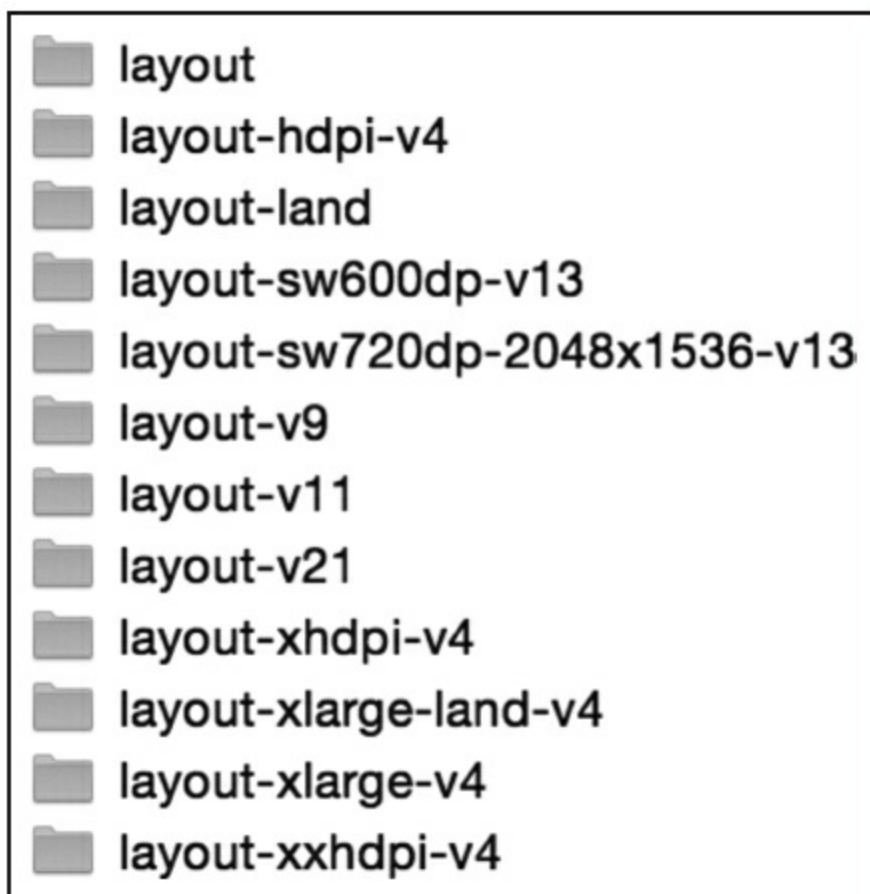 layout
layout-hdpi-v4
layout-land
layout-sw600dp-v13
layout-sw720dp-2048x1536-v13
layout-v9
layout-v11
layout-v21
layout-xhdpi-v4
layout-xlarge-land-v4
layout-xlarge-v4
layout-xxhdpi-v4